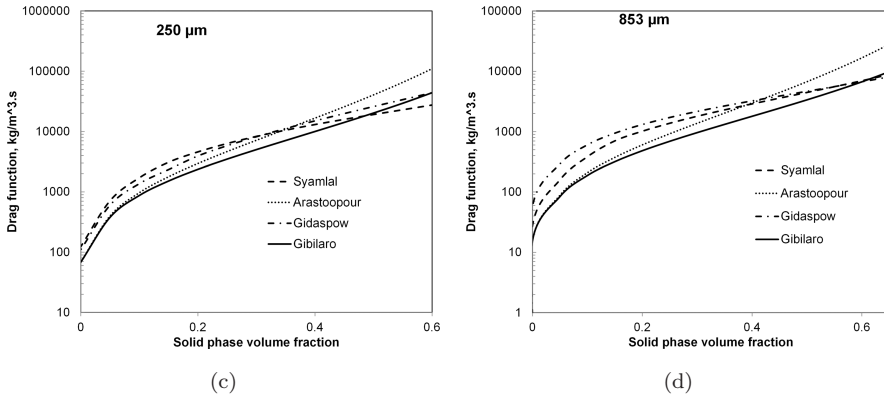 250 µm
Drag function, kg/m^3.s
1000000
100000
10000
1000
100
10
0
0.2
0.4
0.6
Solid phase volume fraction
Syamlal
Arastoopour
Gidaspow
Gibilaro
(c)
853 µm
Drag function, kg/m^3.s
100000
10000
1000
100
10
1
0
0.2
0.4
0.6
Solid phase volume fraction
Syamlal
Arastoopour
Gidaspow
Gibilaro
(d)